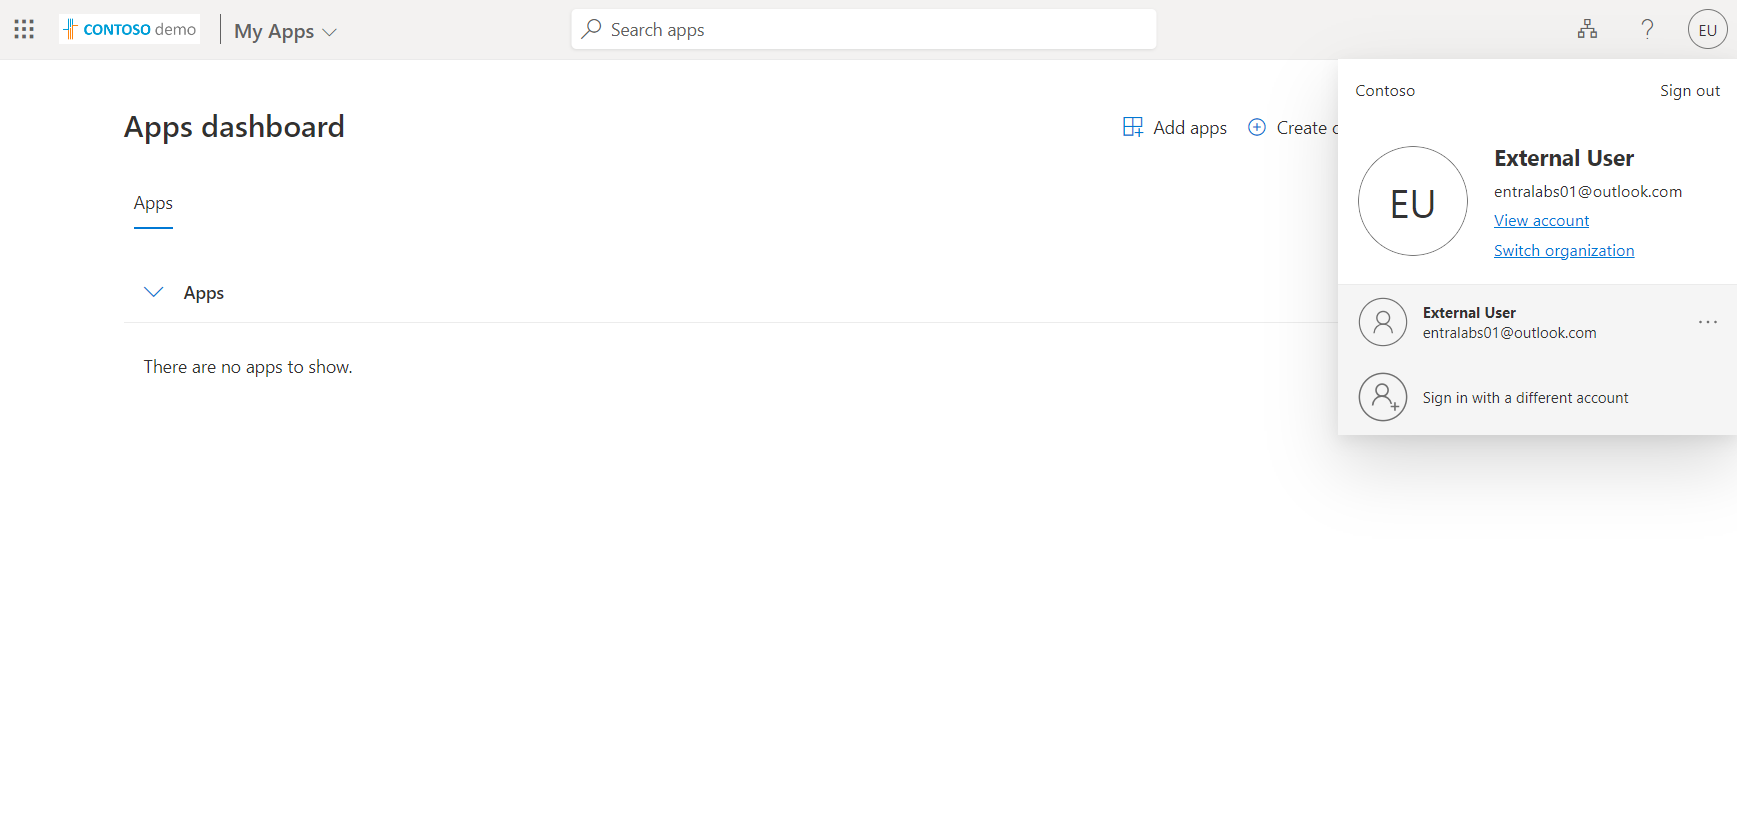 CONTOSO demo
My Apps
Search apps
?
EU
Contoso
Sign out
Apps dashboard
Add apps
Create c
EU
External User
entralabs01@outlook.com
View account
Switch organization
Apps
Apps
There are no apps to show.
External User
entralabs01@outlook.com
...
Sign in with a different account